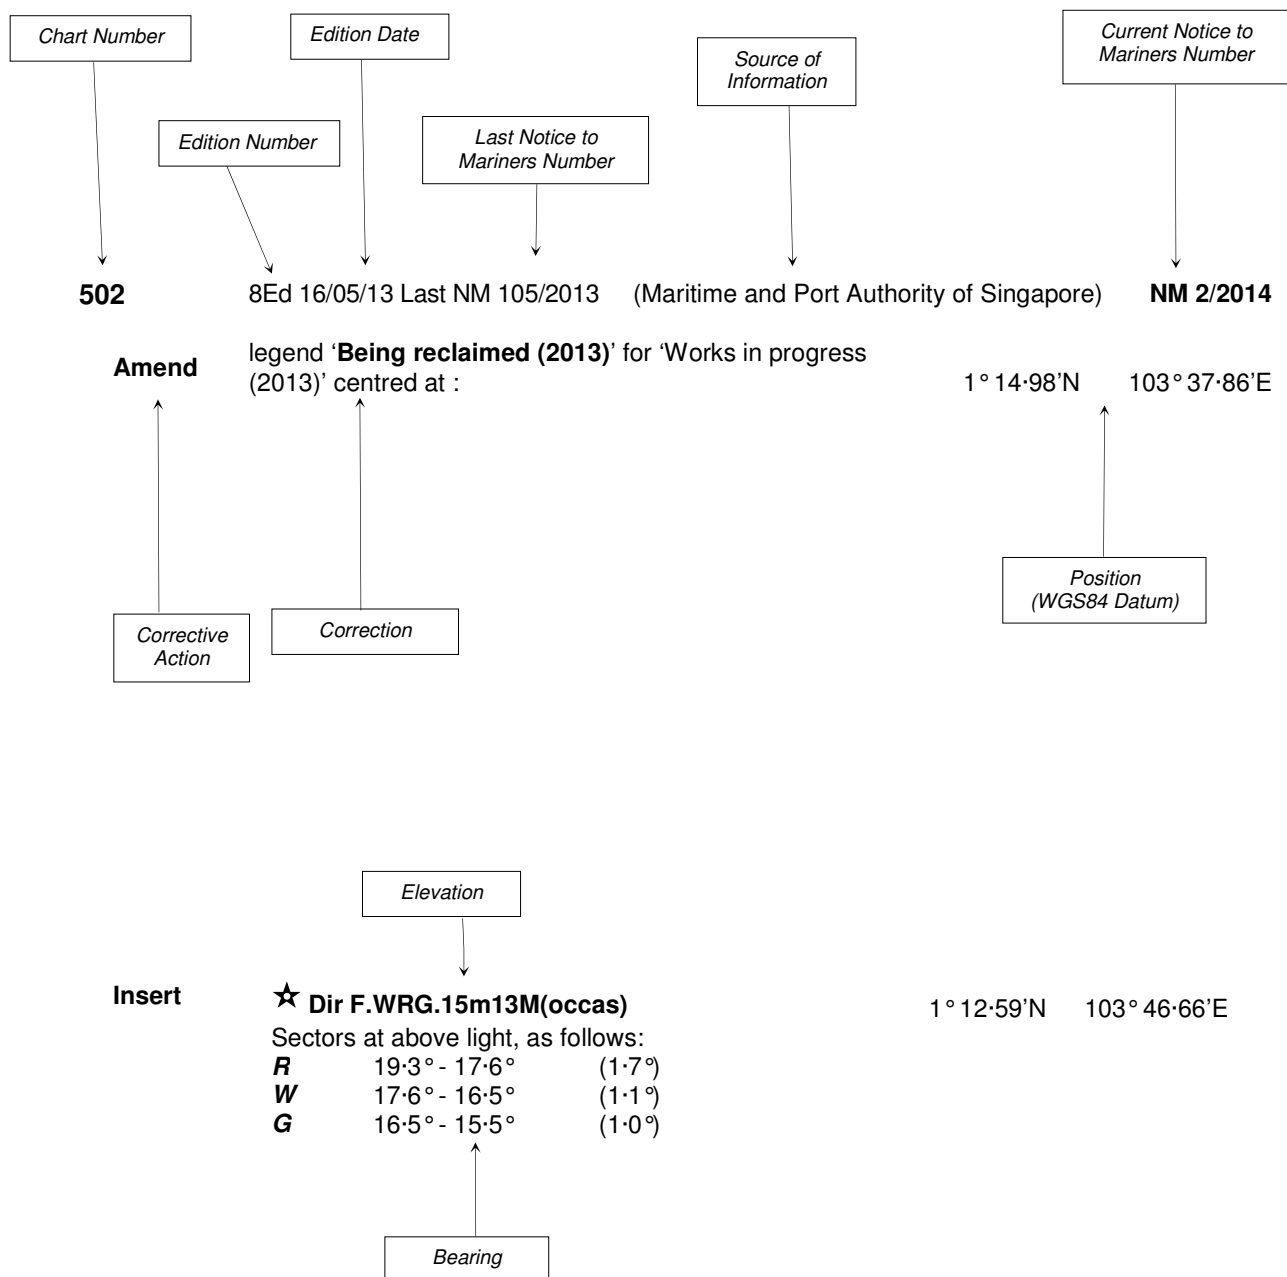 Chart Number
Edition Date
Source of
Information
Current Notice to
Mariners Number
Edition Number
Last Notice to
Mariners Number
502 8Ed 16/05/13 Last NM 105/2013 (Maritime and Port Authority of Singapore) NM 2/2014
Amend legend ‘Being reclaimed (2013)’ for ‘Works in progress
(2013)’ centred at : 1° 14·98’N 103° 37·86’E
Corrective
Action
Correction
Position
(WGS84 Datum)
Elevation
Insert Dir F.WRG.15m13M(occas) 1° 12·59’N 103° 46·66’E
Sectors at above light, as follows:
R 19·3° - 17·6° (1·7°)
W 17·6° - 16·5° (1·1°)
G 16·5° - 15·5° (1·0°)
Bearing